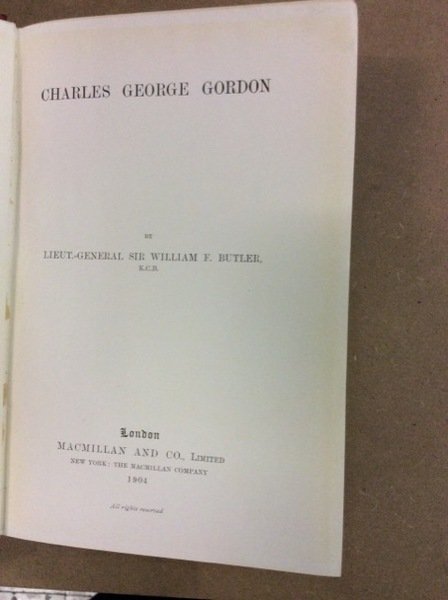 CHARLES GEORGE GORDON
BY
LIEUT.-GENERAL SIR WILLIAM F. BUTLER,
K.C.B.
London
MACMILLAN AND CO., LIMITED
NEW YORK: THE MACMILLAN COMPANY
1904
All rights reserved